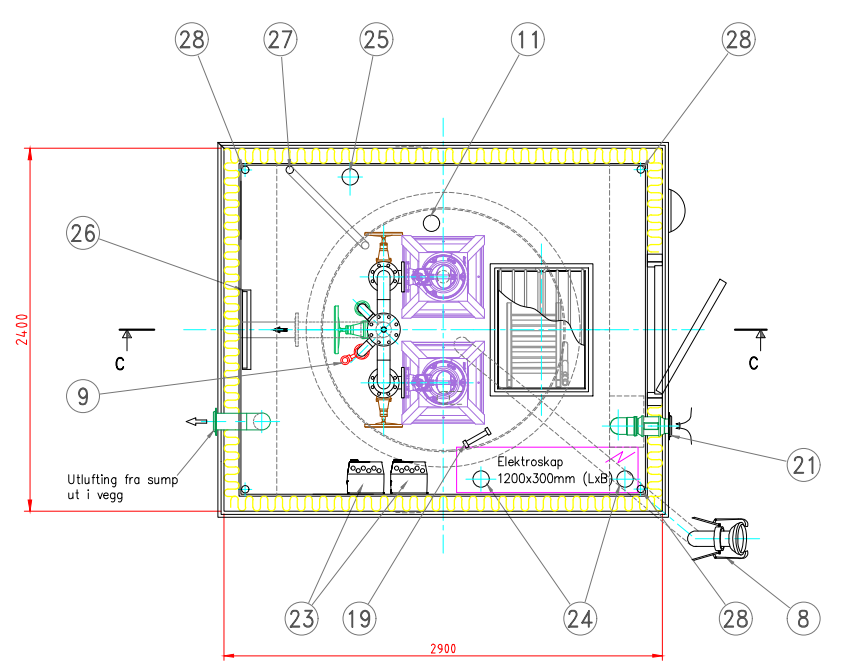 28
27
25
11
28
26
2400
C
C
9
21
Utlufting fra sump
ut i vegg
Elektroskap
1200x300mm (LxB)
23
19
24
28
8
2900